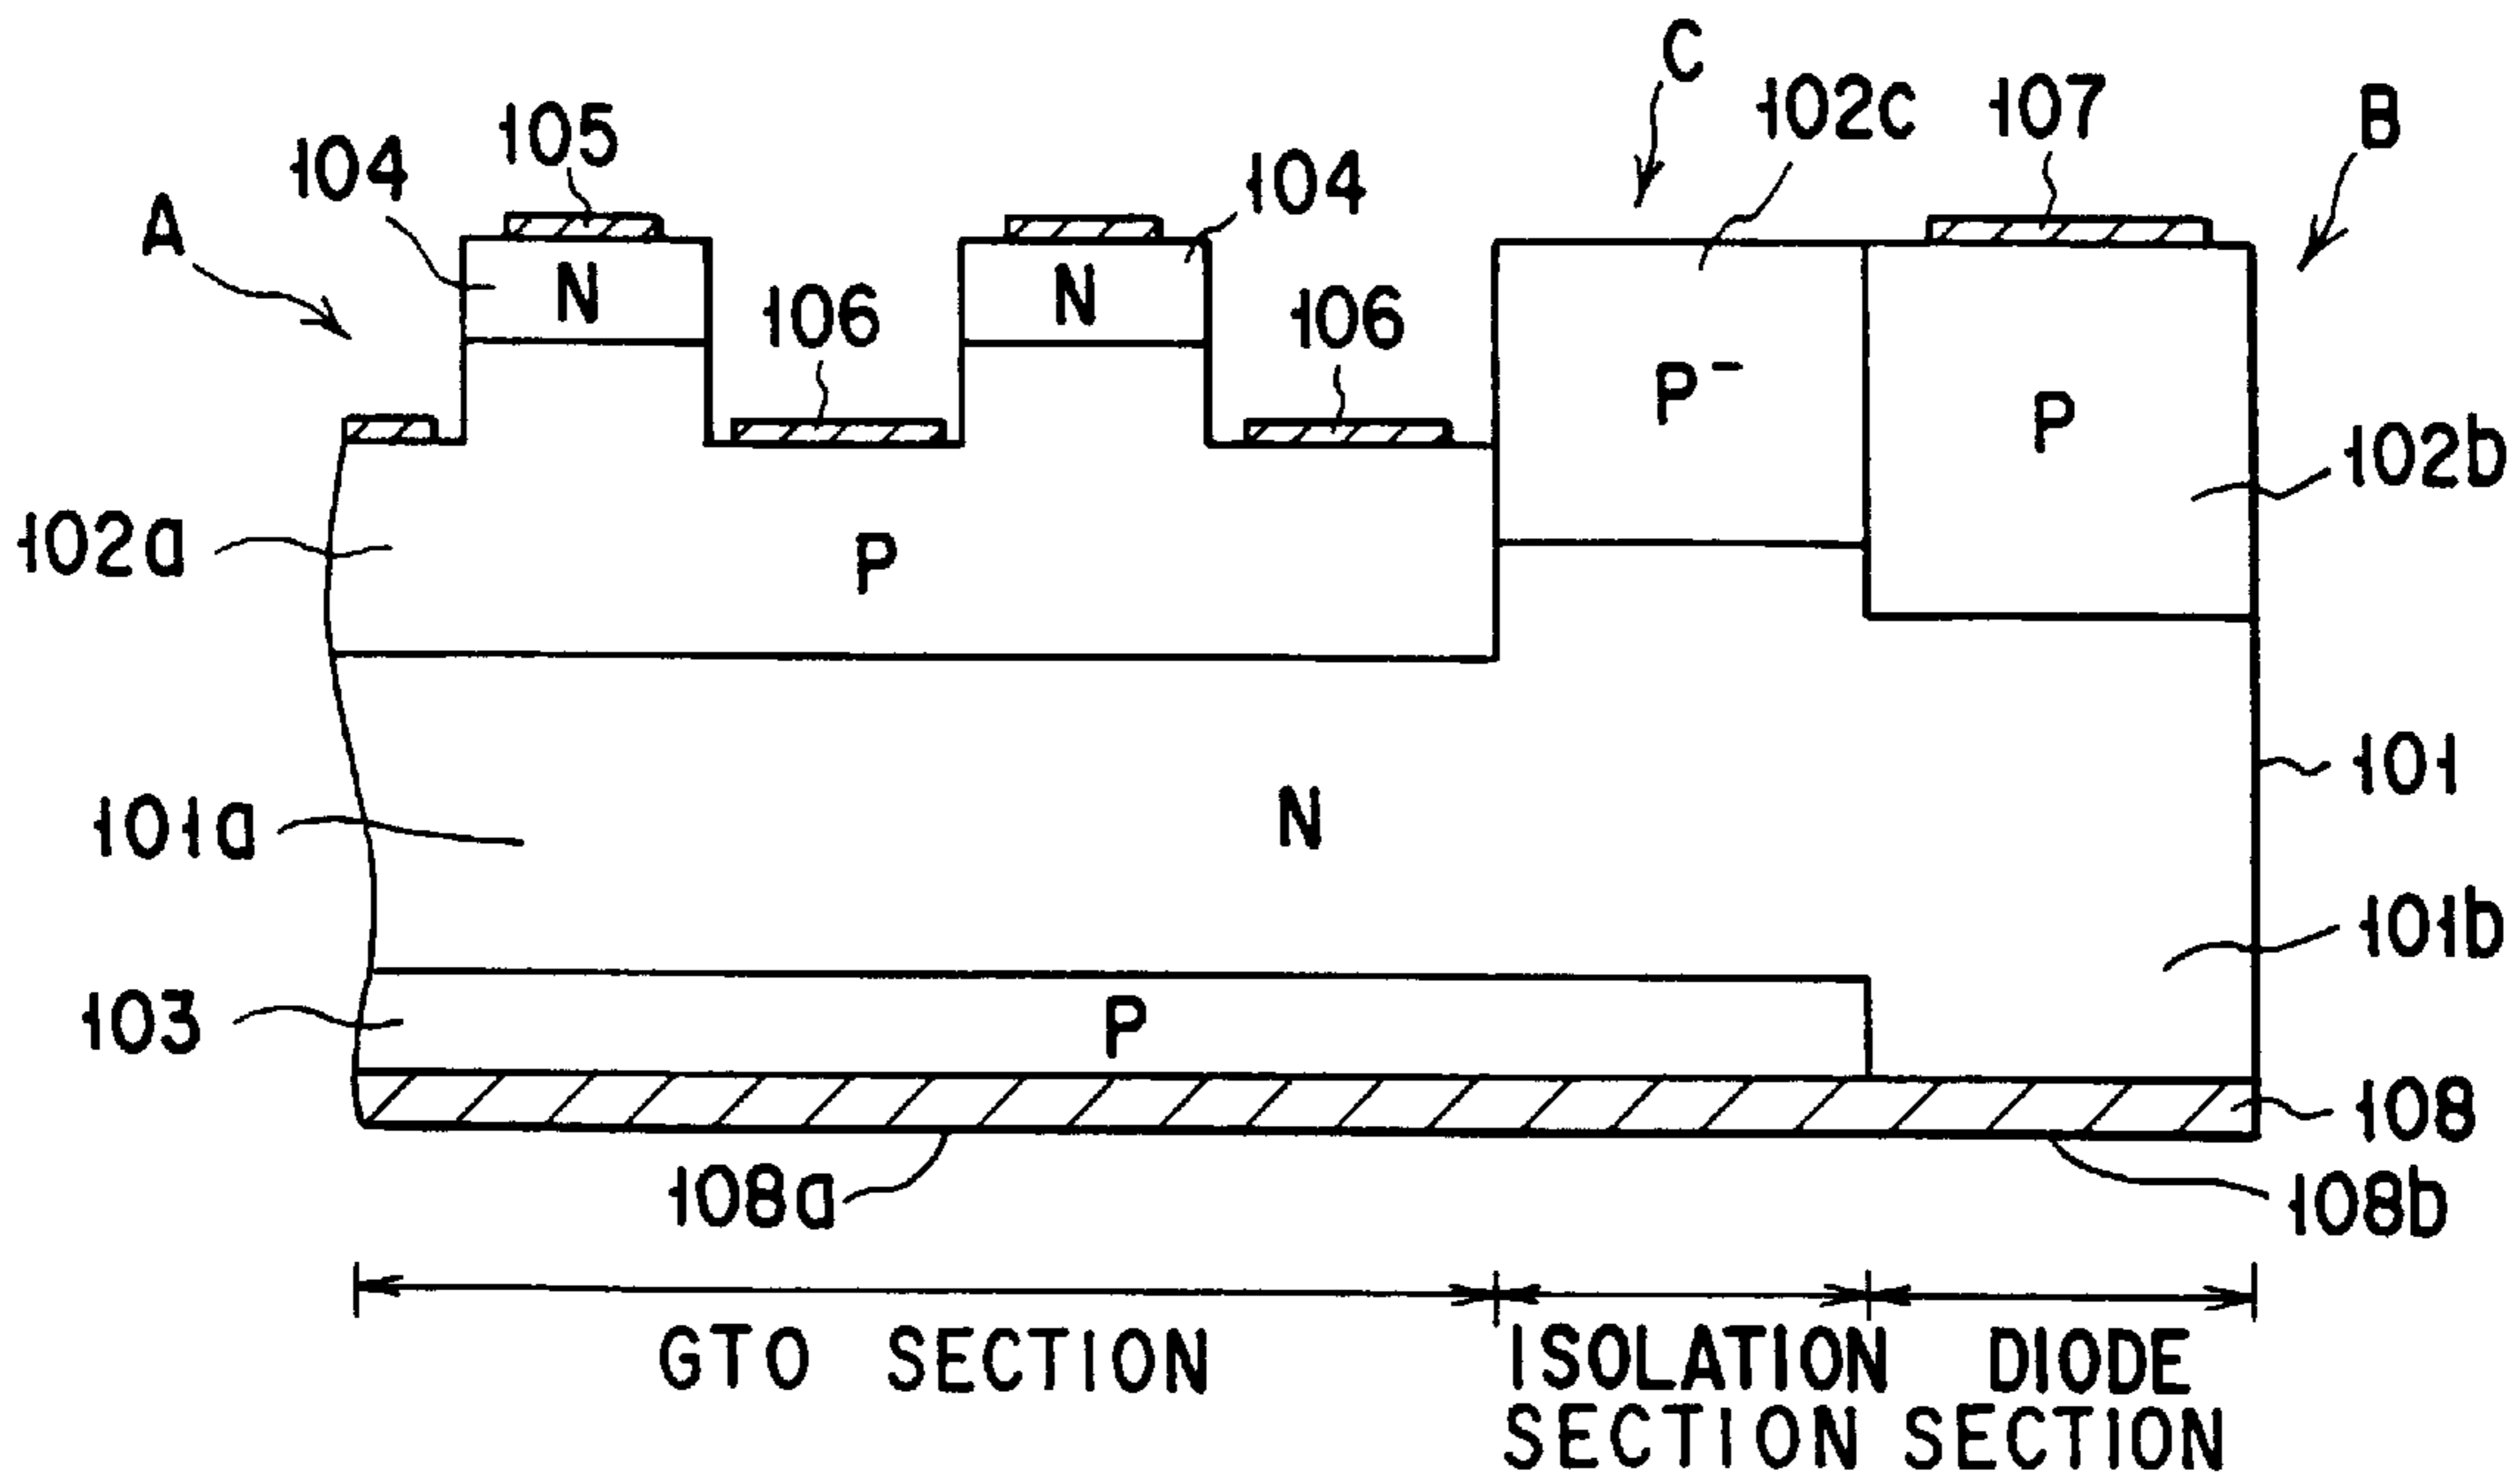 C
105
102C
107
B
104
104
A
N
106
N
106
P⁻
P
102b
102a
P
101
101a
N
101b
103
P
108
108a
108b
GTO SECTION
ISOLATION SECTION
DIODE SECTION